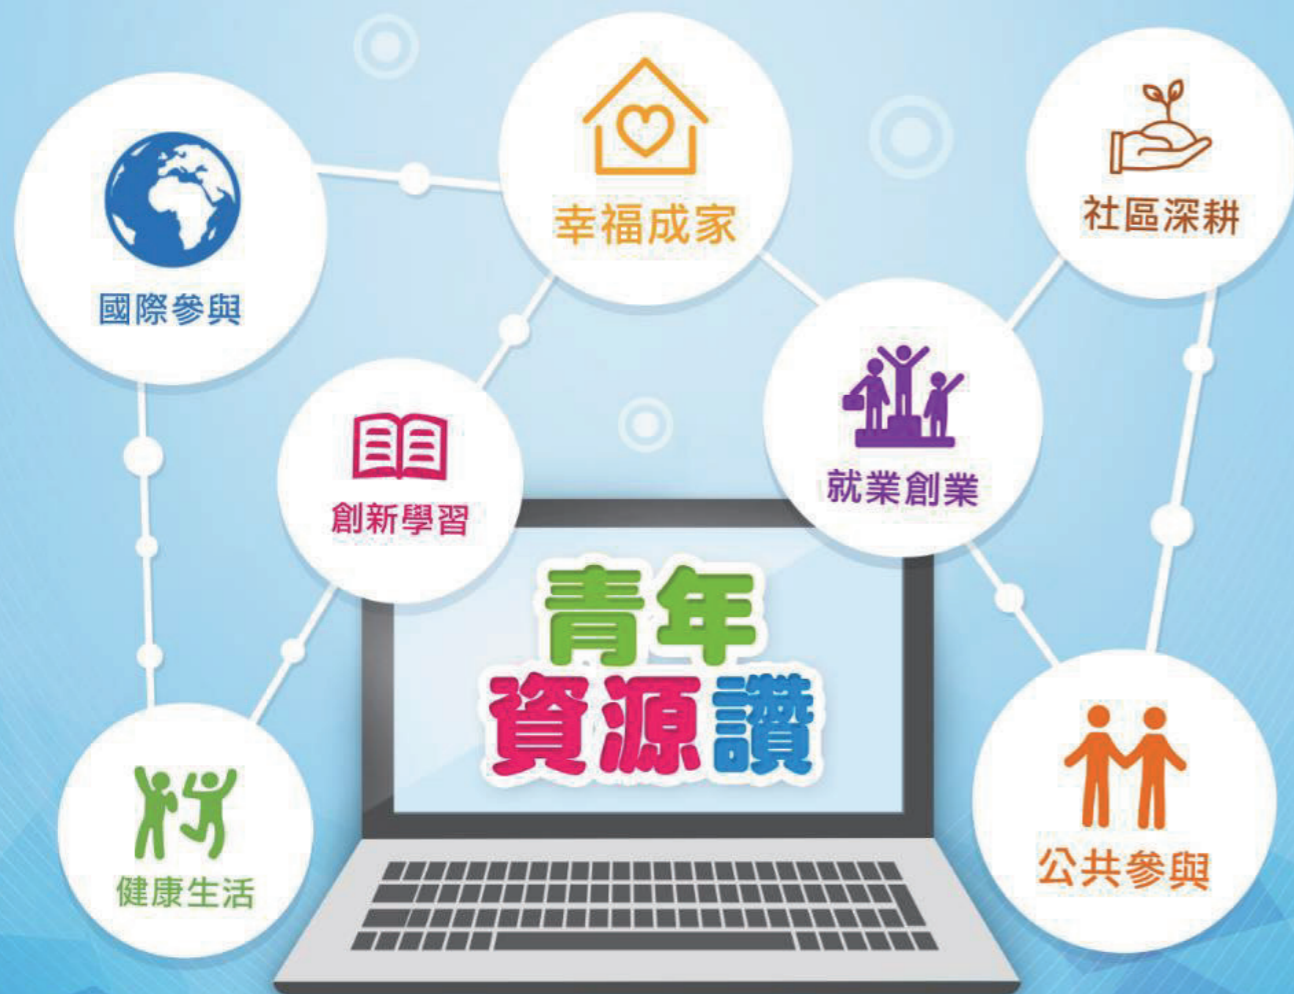 幸福成家
社區深耕
國際參與
就業創業
創新學習
青年
資源讚
公共參與
健康生活